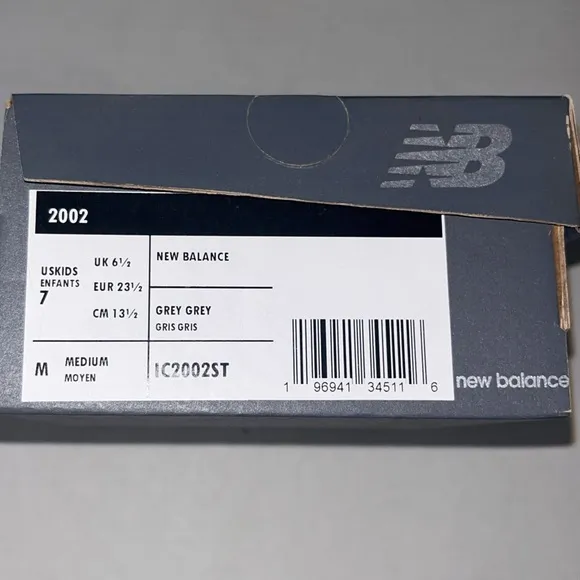 NB
2002
USKIDS
ENFANTS
7
UK 6½
EUR 23½
CM 13½
NEW BALANCE
GREY GREY
GRIS GRIS
M
MEDIUM
MOYEN
IC2002ST
1 96941 34511 6
new balance